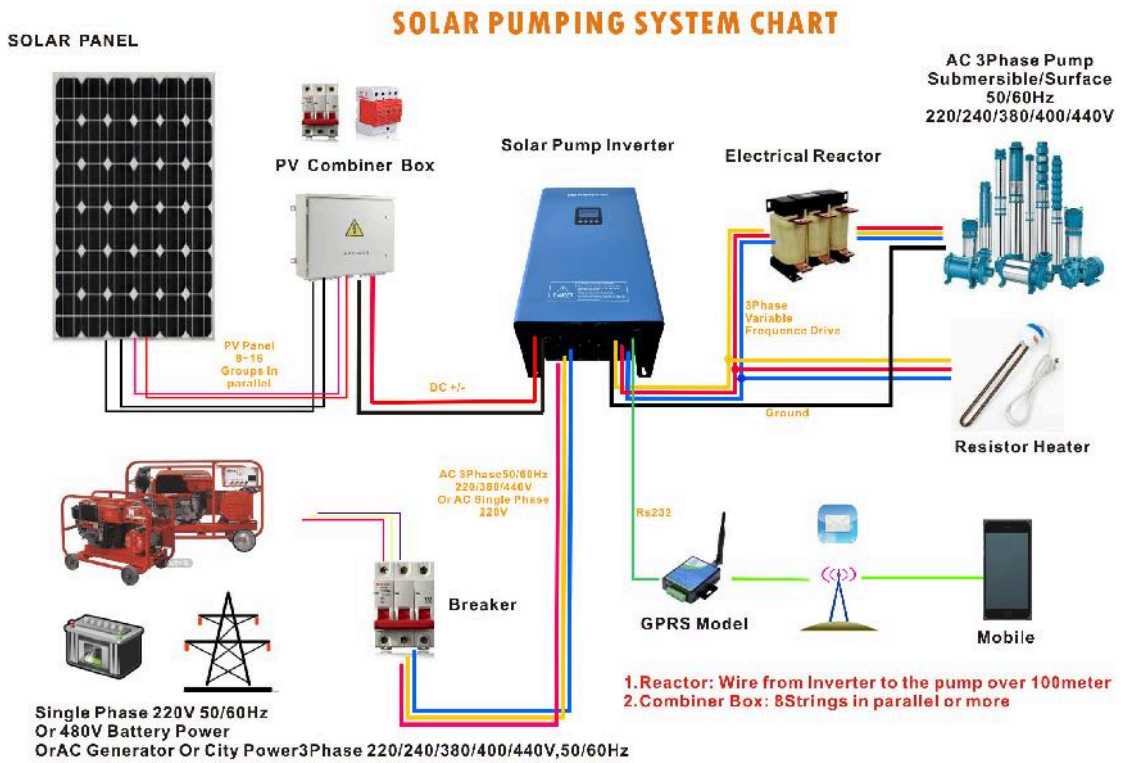 SOLAR PUMPING SYSTEM CHART
SOLAR PANEL
AC 3Phase Pump
Submersible/Surface
50/60Hz
220/240/380/400/440V
PV Combiner Box
Solar Pump Inverter
Electrical Reactor
3Phase
Variable
Frequence Drive
PV Panel
8~16
Groups in
parallel
DC +/-
Ground
Resistor Heater
AC 3Phase50/60Hz
220/380/440V
Or AC Single Phase
220V
Rs232
Breaker
GPRS Model
Mobile
1.Reactor: Wire from Inverter to the pump over 100meter
2.Combiner Box: 8Strings in parallel or more
Single Phase 220V 50/60Hz
Or 480V Battery Power
OrAC Generator Or City Power3Phase 220/240/380/400/440V,50/60Hz